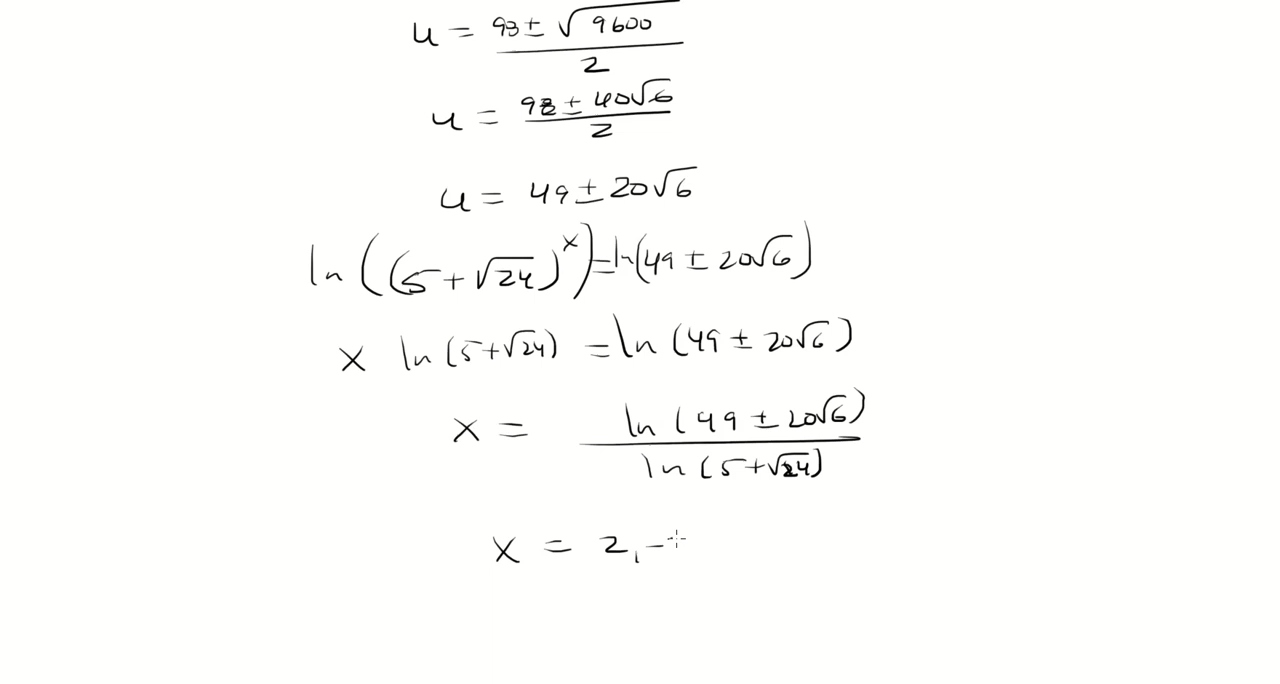 u = 98 ± √9600 / 2
u = 98 ± 40√6 / 2
u = 49 ± 20√6
ln((5+√24)^x) = ln(49 ± 20√6)
x ln(5+√24) = ln(49 ± 20√6)
x = ln(49 ± 20√6) / ln(5+√24)
x = 2, -